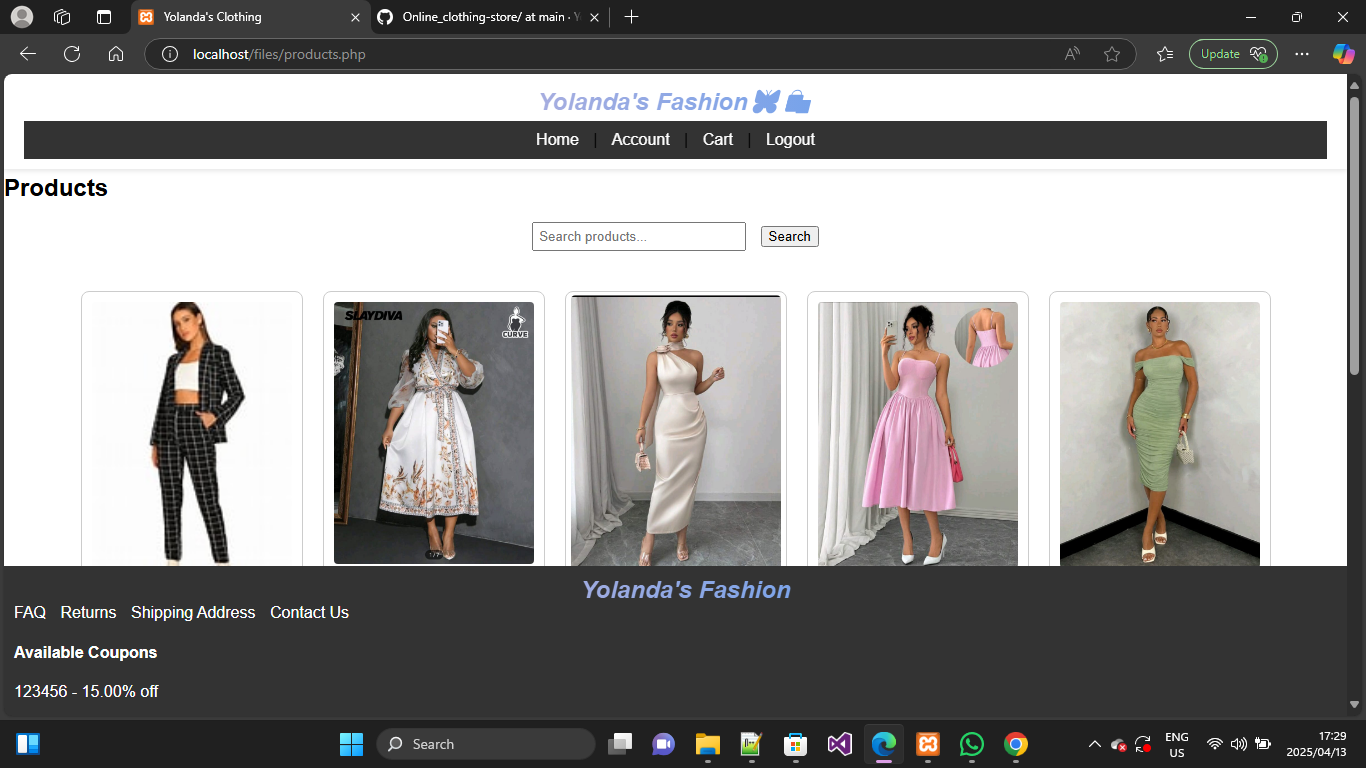 Yolanda's Clothing
Online_clothing-store/ at main ·
localhost/files/products.php
Update
Yolanda's Fashion
Home | Account | Cart | Logout
Products
Search products...
Search
SLAYDIVA
CURVE
1/7
Yolanda's Fashion
FAQ Returns Shipping Address Contact Us
Available Coupons
123456 - 15.00% off
Search
ENG
US
17:29
2025/04/13